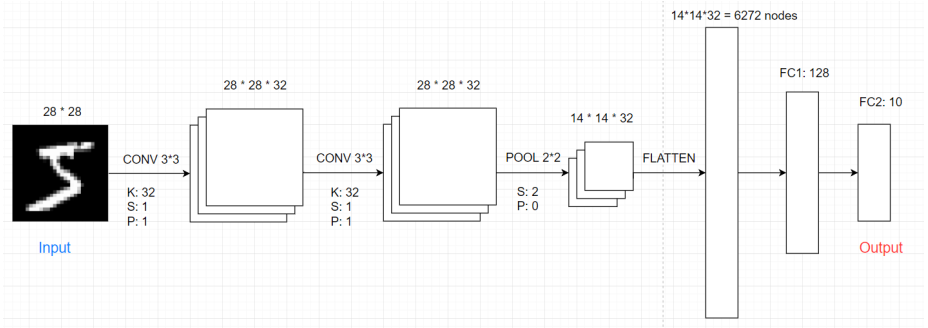 14*14*32 = 6272 nodes
FC1: 128
28 * 28 * 32
28 * 28 * 32
FC2: 10
28 * 28
14 * 14 * 32
CONV 3*3
CONV 3*3
POOL 2*2
FLATTEN
K: 32
S: 1
P: 1
K: 32
S: 1
P: 1
S: 2
P: 0
Input
Output